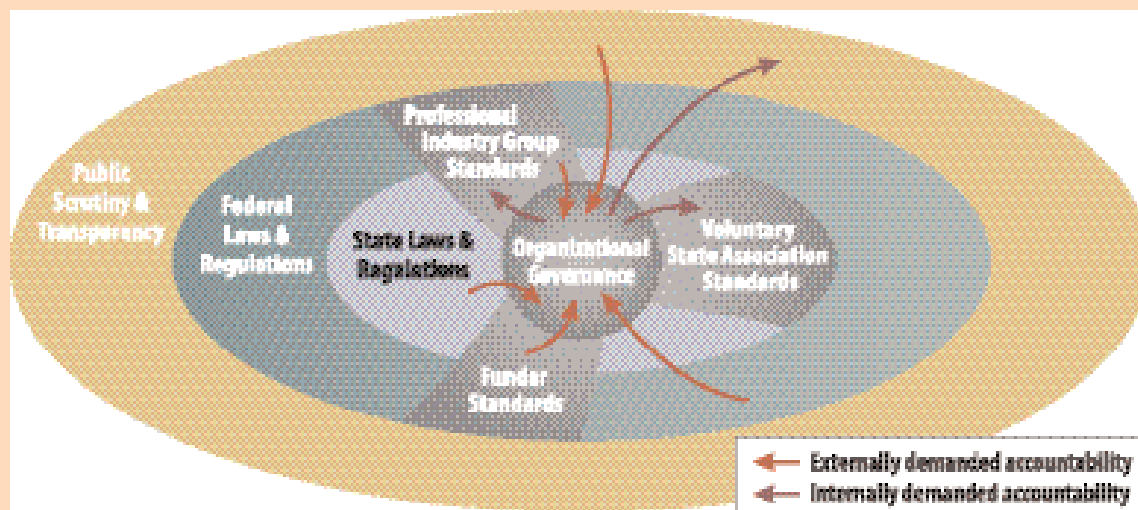 Professional
Industry Group
Standards
Public
Scrutiny &
Transparency
Federal
Laws &
Regulations
State Laws &
Regulations
Organizational
Governance
Voluntary
State Association
Standards
Funder
Standards
Externally demanded accountability
Internally demanded accountability